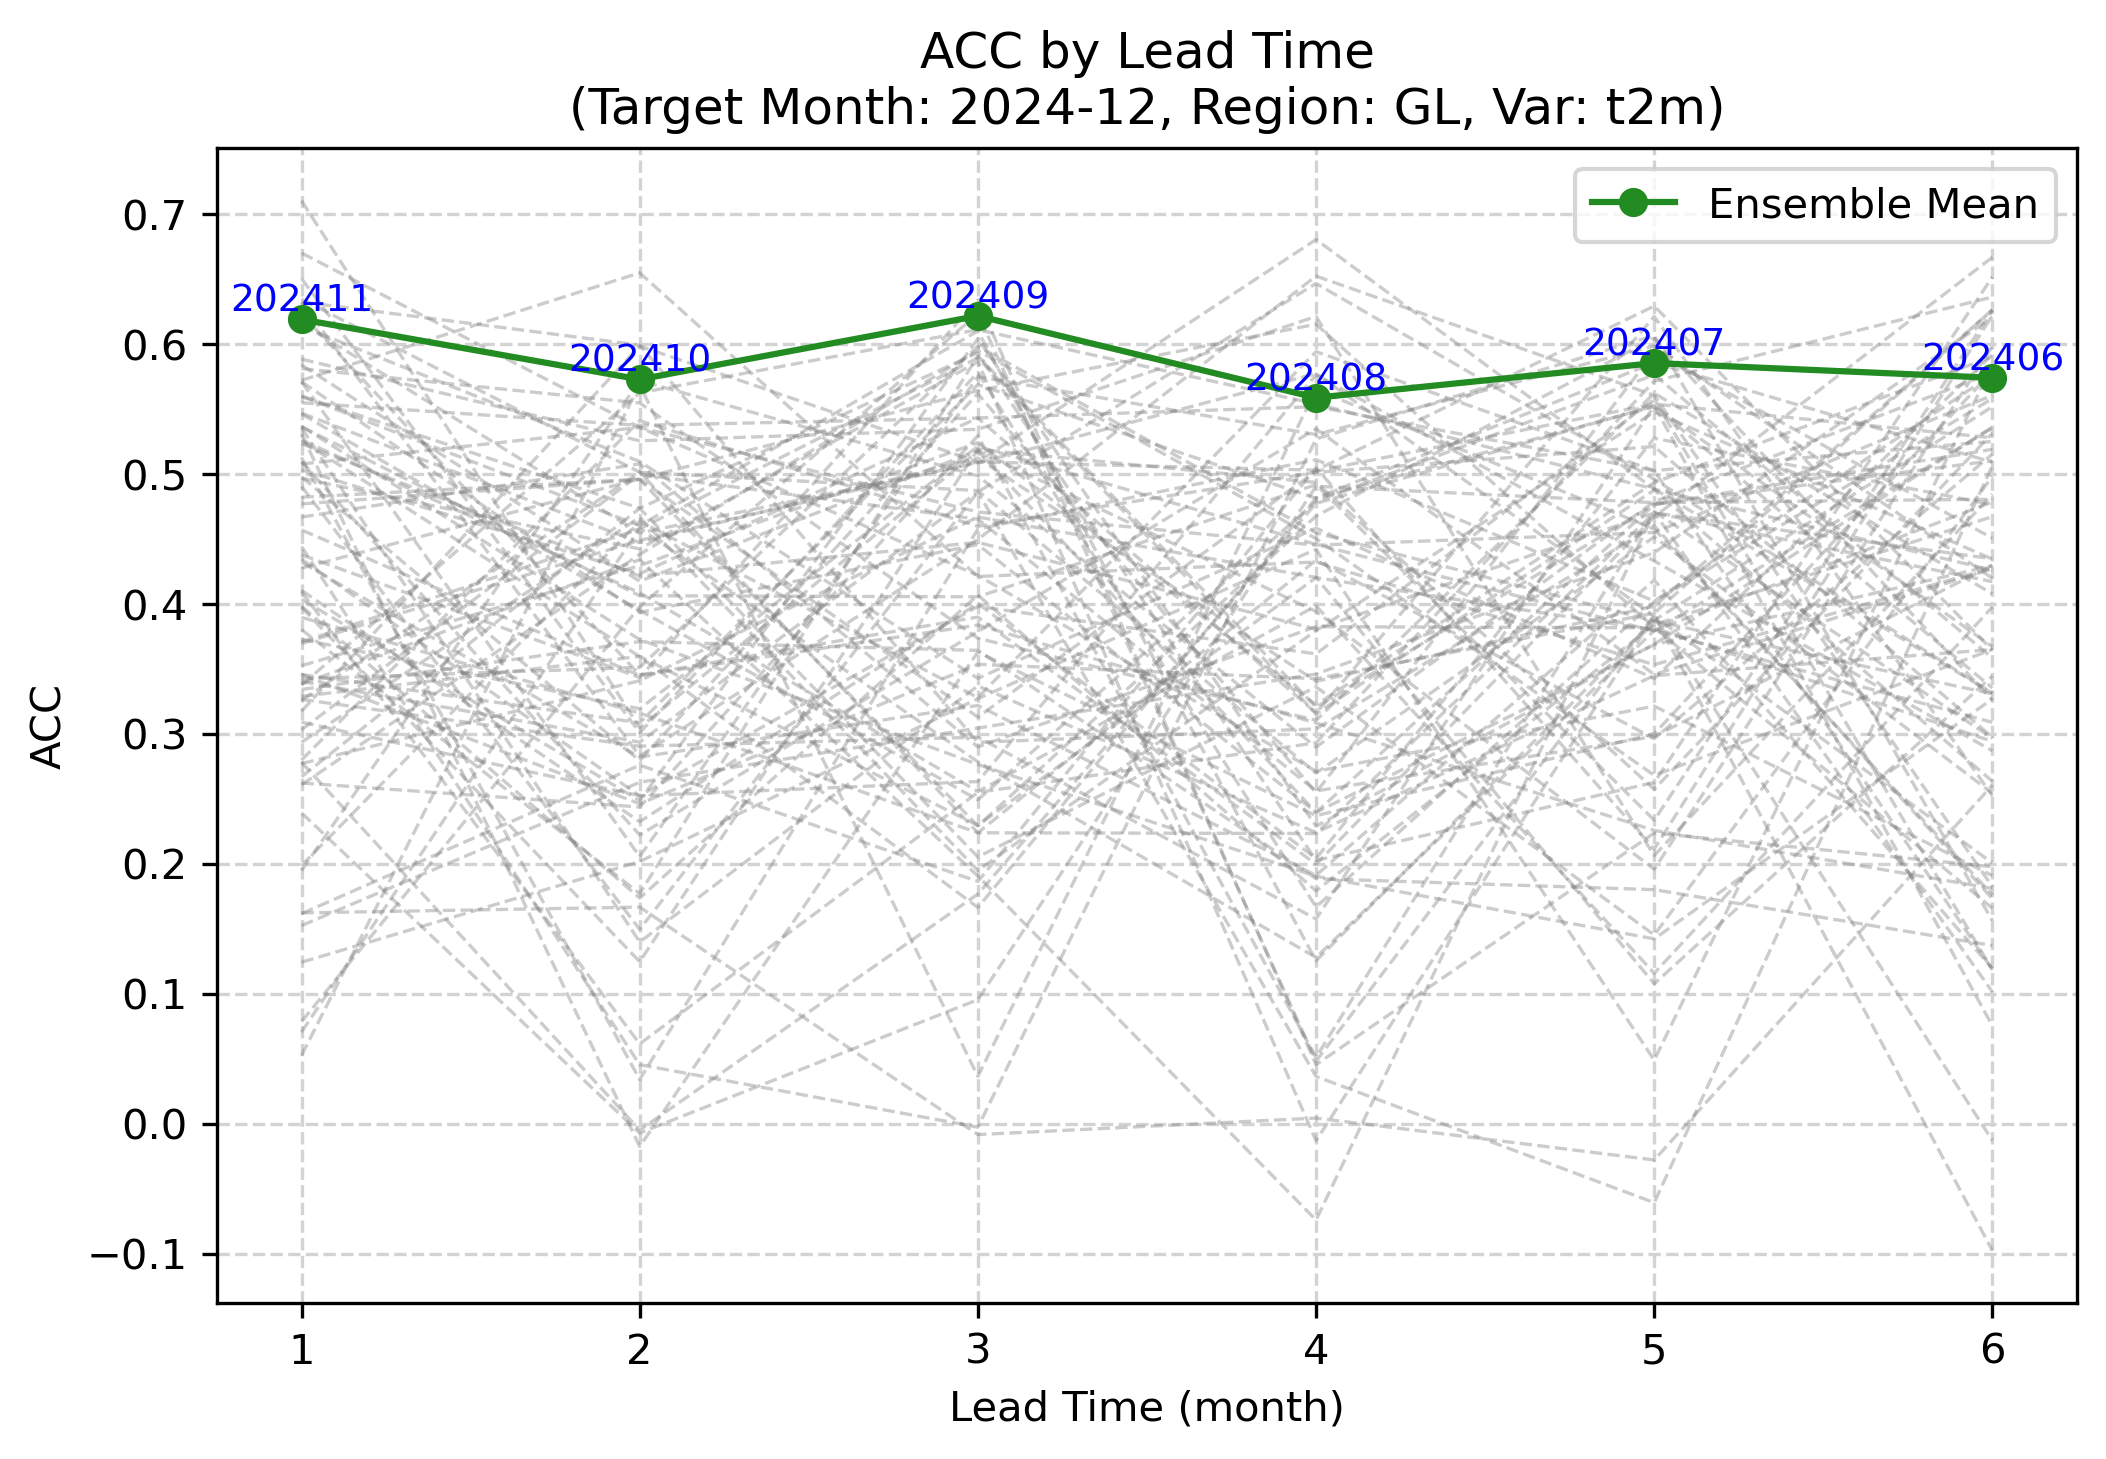 ACC by Lead Time
(Target Month: 2024-12, Region: GL, Var: t2m)
Ensemble Mean
0.7
0.6
0.5
0.4
0.3
0.2
0.1
0.0
−0.1
ACC
202411
202410
202409
202408
202407
202406
1 2 3 4 5 6
Lead Time (month)